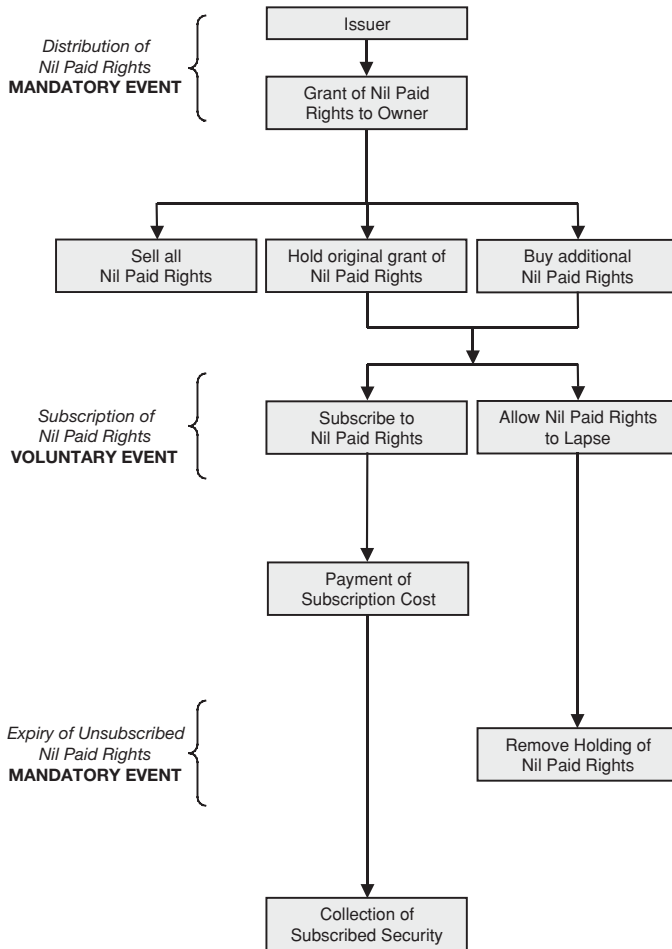 Issuer
Distribution of
Nil Paid Rights
MANDATORY EVENT
Grant of Nil Paid
Rights to Owner
Sell all
Nil Paid Rights
Hold original grant of
Nil Paid Rights
Buy additional
Nil Paid Rights
Subscription of
Nil Paid Rights
VOLUNTARY EVENT
Subscribe to
Nil Paid Rights
Allow Nil Paid Rights
to Lapse
Payment of
Subscription Cost
Expiry of Unsubscribed
Nil Paid Rights
MANDATORY EVENT
Remove Holding of
Nil Paid Rights
Collection of
Subscribed Security